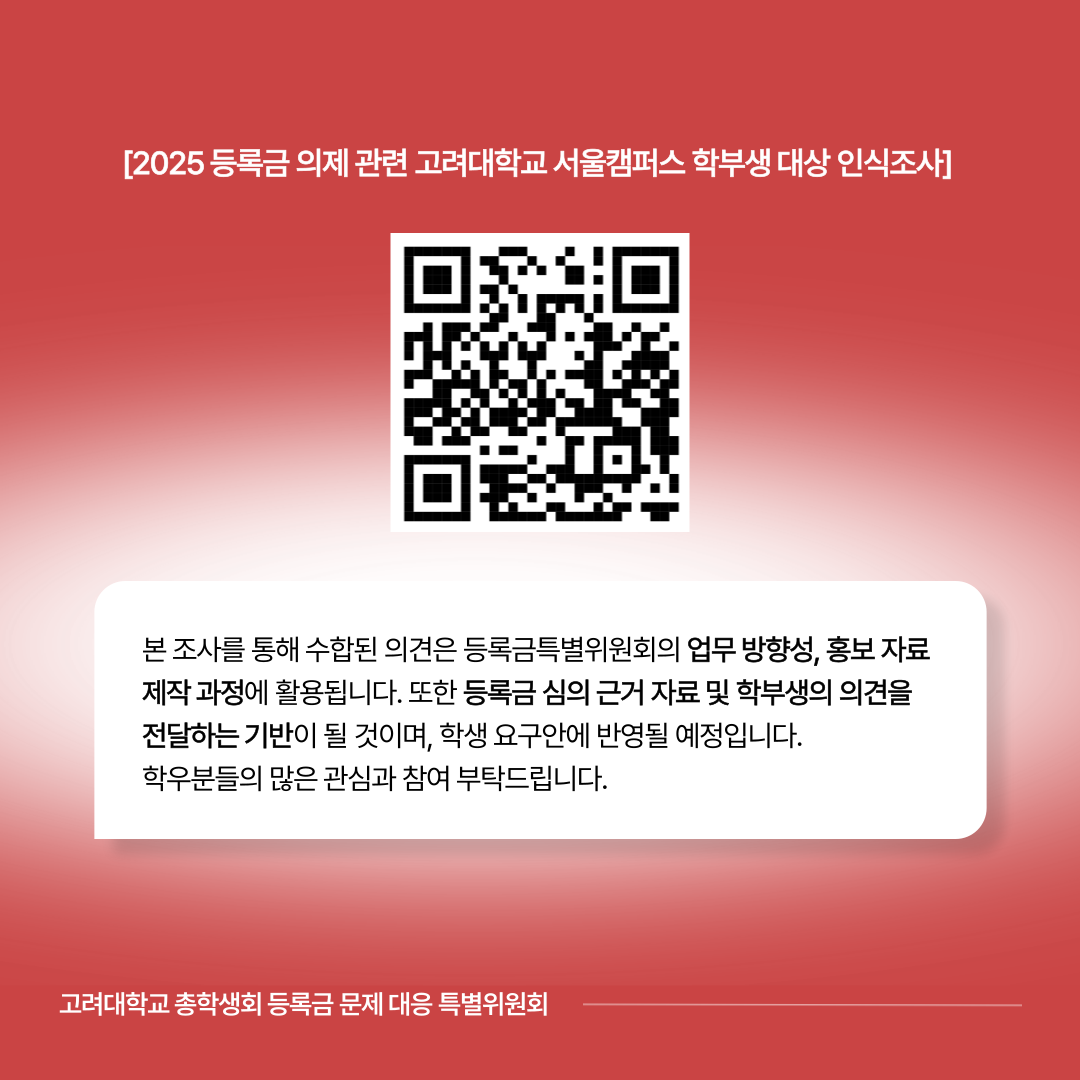 [2025 등록금 의제 관련 고려대학교 서울캠퍼스 학부생 대상 인식조사]
본 조사를 통해 수합된 의견은 등록금특별위원회의 업무 방향성, 홍보 자료
제작 과정에 활용됩니다. 또한 등록금 심의 근거 자료 및 학부생의 의견을
전달하는 기반이 될 것이며, 학생 요구안에 반영될 예정입니다.
학우분들의 많은 관심과 참여 부탁드립니다.
고려대학교 총학생회 등록금 문제 대응 특별위원회